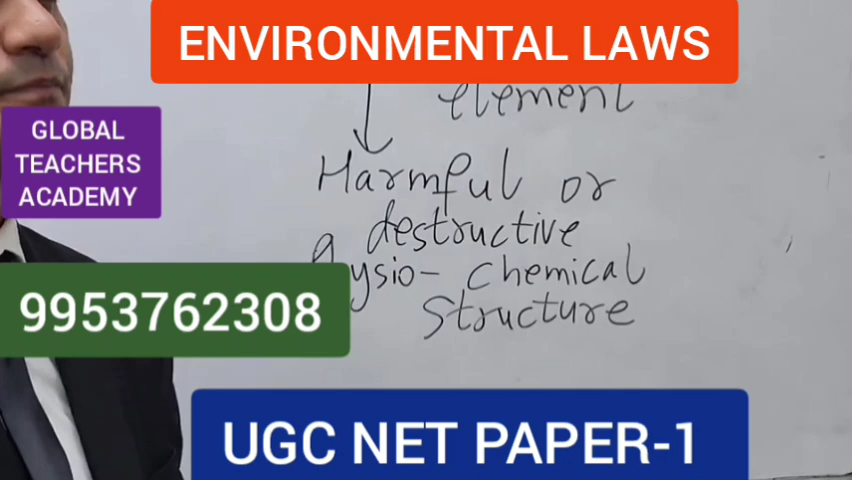 ENVIRONMENTAL LAWS
element
GLOBAL
TEACHERS
ACADEMY
Harmful or
destructive
ysio- chemical
structure
9953762308
UGC NET PAPER-1